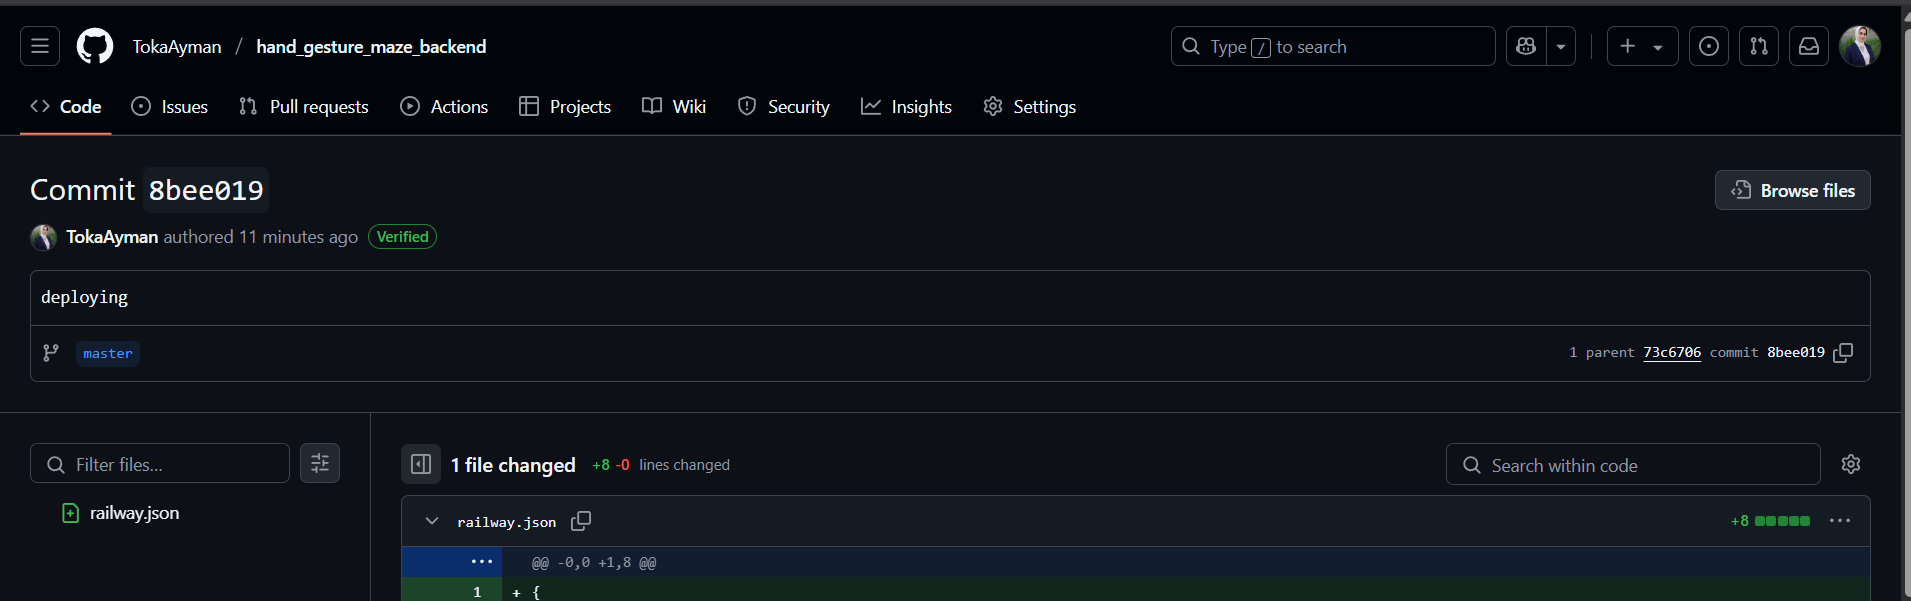 TokaAyman / hand_gesture_maze_backend
Type / to search
Code Issues Pull requests Actions Projects Wiki Security Insights Settings
Commit 8bee019
Browse files
TokaAyman authored 11 minutes ago Verified
deploying
master
1 parent 73c6706 commit 8bee019
Filter files...
1 file changed +8 -0 lines changed
Search within code
railway.json
railway.json
+8
@@ -0,0 +1,8 @@
1 + {